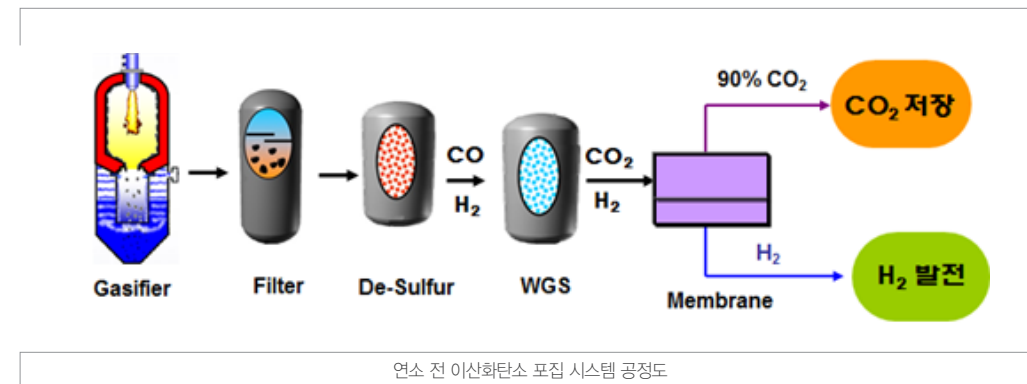 Gasifier
Filter
De-Sulfur
CO
H₂
WGS
CO₂
H₂
Membrane
90% CO₂
CO₂ 저장
H₂
H₂ 발전
연소 전 이산화탄소 포집 시스템 공정도